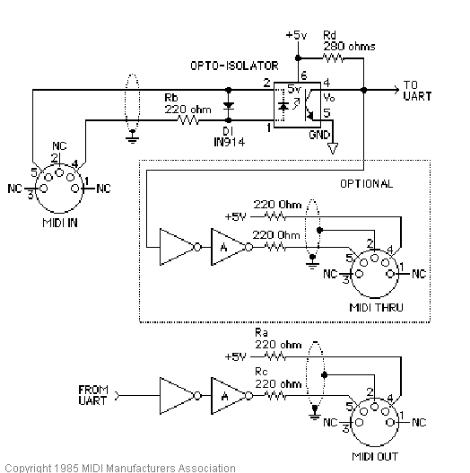 +5v
Rd
280 ohms
OPTO-ISOLATOR
6
2
5v
4
TO
UART
Rb
220 ohm
Vo
1
5
DI
IN914
GND
NC
2
5
4
NC
3
1
NC
MIDI IN
OPTIONAL
220 Ohm
+5V
220 Ohm
A
2
5
4
NC
3
1
NC
MIDI THRU
Ra
220 ohm
+5V
Rc
FROM
UART
220 ohm
A
2
5
4
NC
3
1
NC
MIDI OUT
Copyright 1985 MIDI Manufacturers Association